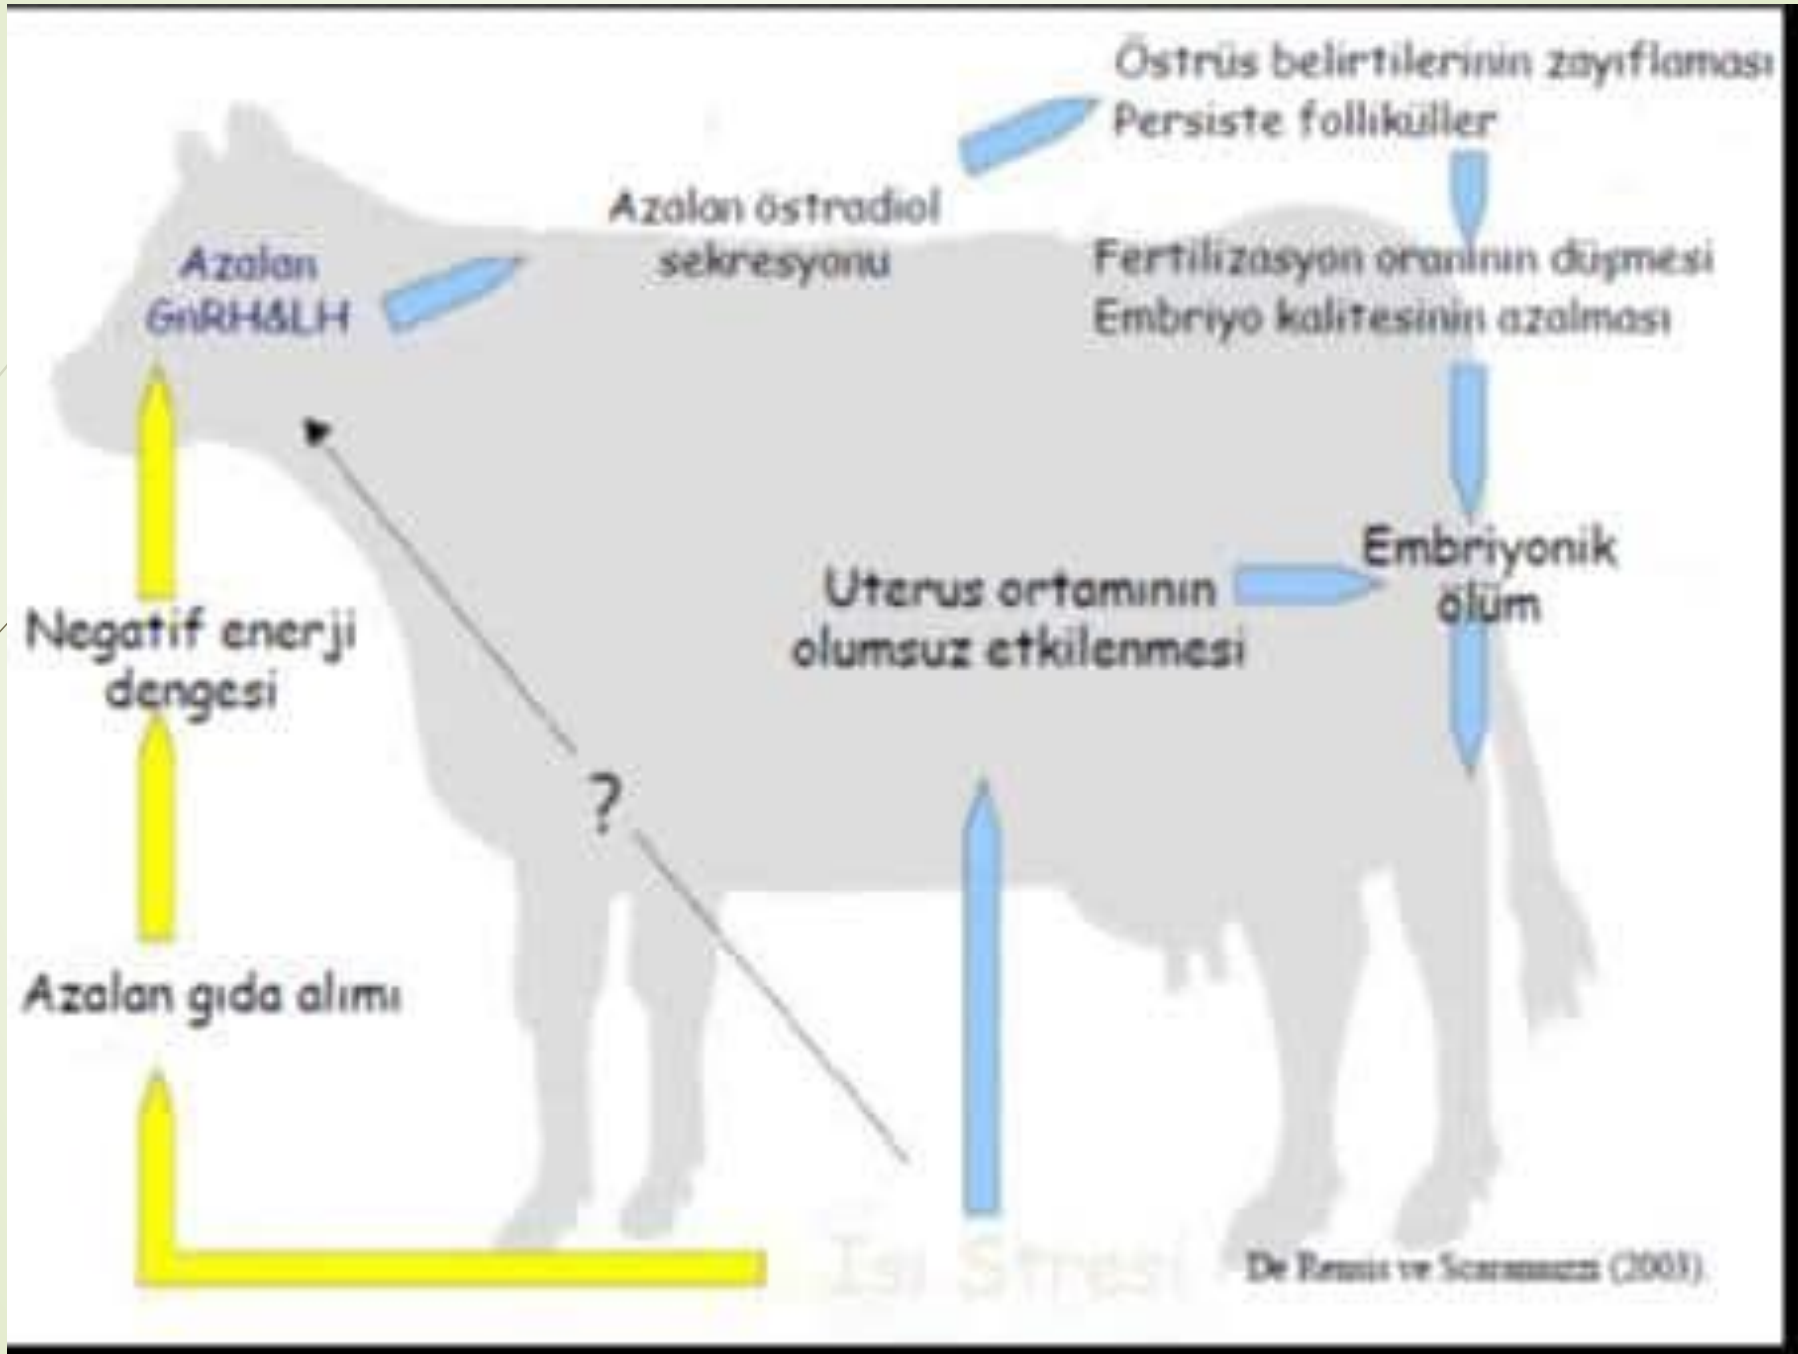 Östrüs belirtilerinin zayıflaması
Persiste folliküller
Azalan östradiol
sekresyonu
Azalan
GnRH&LH
Fertilizasyon oranının düşmesi
Embriyo kalitesinin azalması
Embriyonik
ölüm
Uterus ortamının
olumsuz etkilenmesi
Negatif enerji
dengesi
?
Azalan gıda alımı
Isı Stresi
De Rensis ve Scaramuzzi (2003).